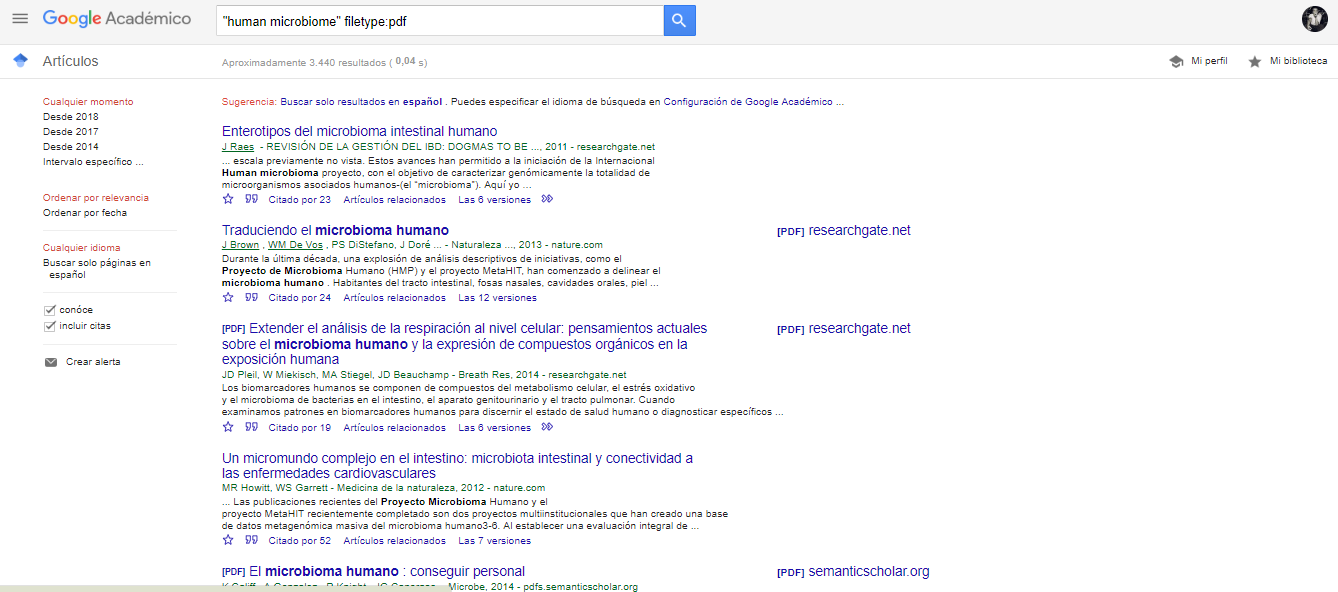 Google Académico
"human microbiome" filetype:pdf
Artículos
Aproximadamente 3.440 resultados ( 0,04 s)
Mi perfil
Mi biblioteca
Cualquier momento
Desde 2018
Desde 2017
Desde 2014
Intervalo específico ...
Ordenar por relevancia
Ordenar por fecha
Cualquier idioma
Buscar solo páginas en
español
conóce
incluir citas
Crear alerta
Sugerencia: Buscar solo resultados en español . Puedes especificar el idioma de búsqueda en Configuración de Google Académico ...
Enterotipos del microbioma intestinal humano
J Raes - REVISIÓN DE LA GESTIÓN DEL IBD: DOGMAS TO BE ..., 2011 - researchgate.net
... escala previamente no vista. Estos avances han permitido a la iniciación de la Internacional
Human microbioma proyecto, con el objetivo de caracterizar genómicamente la totalidad de
microorganismos asociados humanos-(el "microbioma"). Aquí yo ...
Citado por 23 Artículos relacionados Las 6 versiones
Traduciendo el microbioma humano
[PDF] researchgate.net
J Brown , WM De Vos , PS DiStefano, J Doré ... - Naturaleza ..., 2013 - nature.com
Durante la última década, una explosión de análisis descriptivos de iniciativas, como el
Proyecto de Microbioma Humano (HMP) y el proyecto MetaHIT, han comenzado a delinear el
microbioma humano . Habitantes del tracto intestinal, fosas nasales, cavidades orales, piel ...
Citado por 24 Artículos relacionados Las 12 versiones
[PDF] Extender el análisis de la respiración al nivel celular: pensamientos actuales
sobre el microbioma humano y la expresión de compuestos orgánicos en la
exposición humana
[PDF] researchgate.net
JD Pleil, W Miekisch, MA Stiegel, JD Beauchamp - Breath Res, 2014 - researchgate.net
Los biomarcadores humanos se componen de compuestos del metabolismo celular, el estrés oxidativo
y el microbioma de bacterias en el intestino, el aparato genitourinario y el tracto pulmonar. Cuando
examinamos patrones en biomarcadores humanos para discernir el estado de salud humano o diagnosticar específicos ...
Citado por 19 Artículos relacionados Las 6 versiones
Un micromundo complejo en el intestino: microbiota intestinal y conectividad a
las enfermedades cardiovasculares
MR Howitt, WS Garrett - Medicina de la naturaleza, 2012 - nature.com
... Las publicaciones recientes del Proyecto Microbioma Humano y el
proyecto MetaHIT recientemente completado son dos proyectos multiinstitucionales que han creado una base
de datos metagenómica masiva del microbioma humano3-6. Al establecer una evaluación integral de ...
Citado por 52 Artículos relacionados Las 7 versiones
[PDF] El microbioma humano : conseguir personal
[PDF] semanticscholar.org
Microbe, 2014 - pdfs.semanticscholar.org